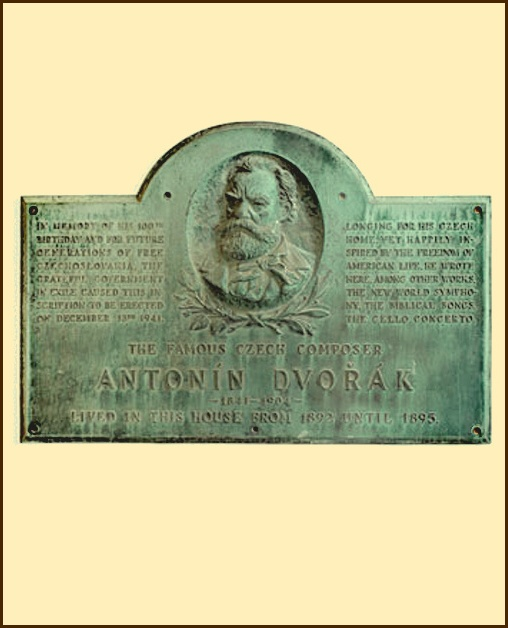 IN MEMORY OF HIS 100TH
BIRTHDAY AND FOR FUTURE
GENERATIONS OF FREE
CZECHOSLOVAKIA, THE
GRATEFUL GOVERNMENT
IN EXILE CAUSED THIS IN-
SCRIPTION TO BE ERECTED
ON DECEMBER 13TH 1941.
LONGING FOR HIS CZECH
HOME, YET HAPPILY IN-
SPIRED BY THE FREEDOM OF
AMERICAN LIFE, HE WROTE
HERE AMONG OTHER WORKS
THE NEW WORLD SYMPHO-
NY, THE BIBLICAL SONGS
THE CELLO CONCERTO.
THE FAMOUS CZECH COMPOSER
ANTONÍN DVOŘÁK
—1841–1904—
LIVED IN THIS HOUSE FROM 1892 UNTIL 1895.